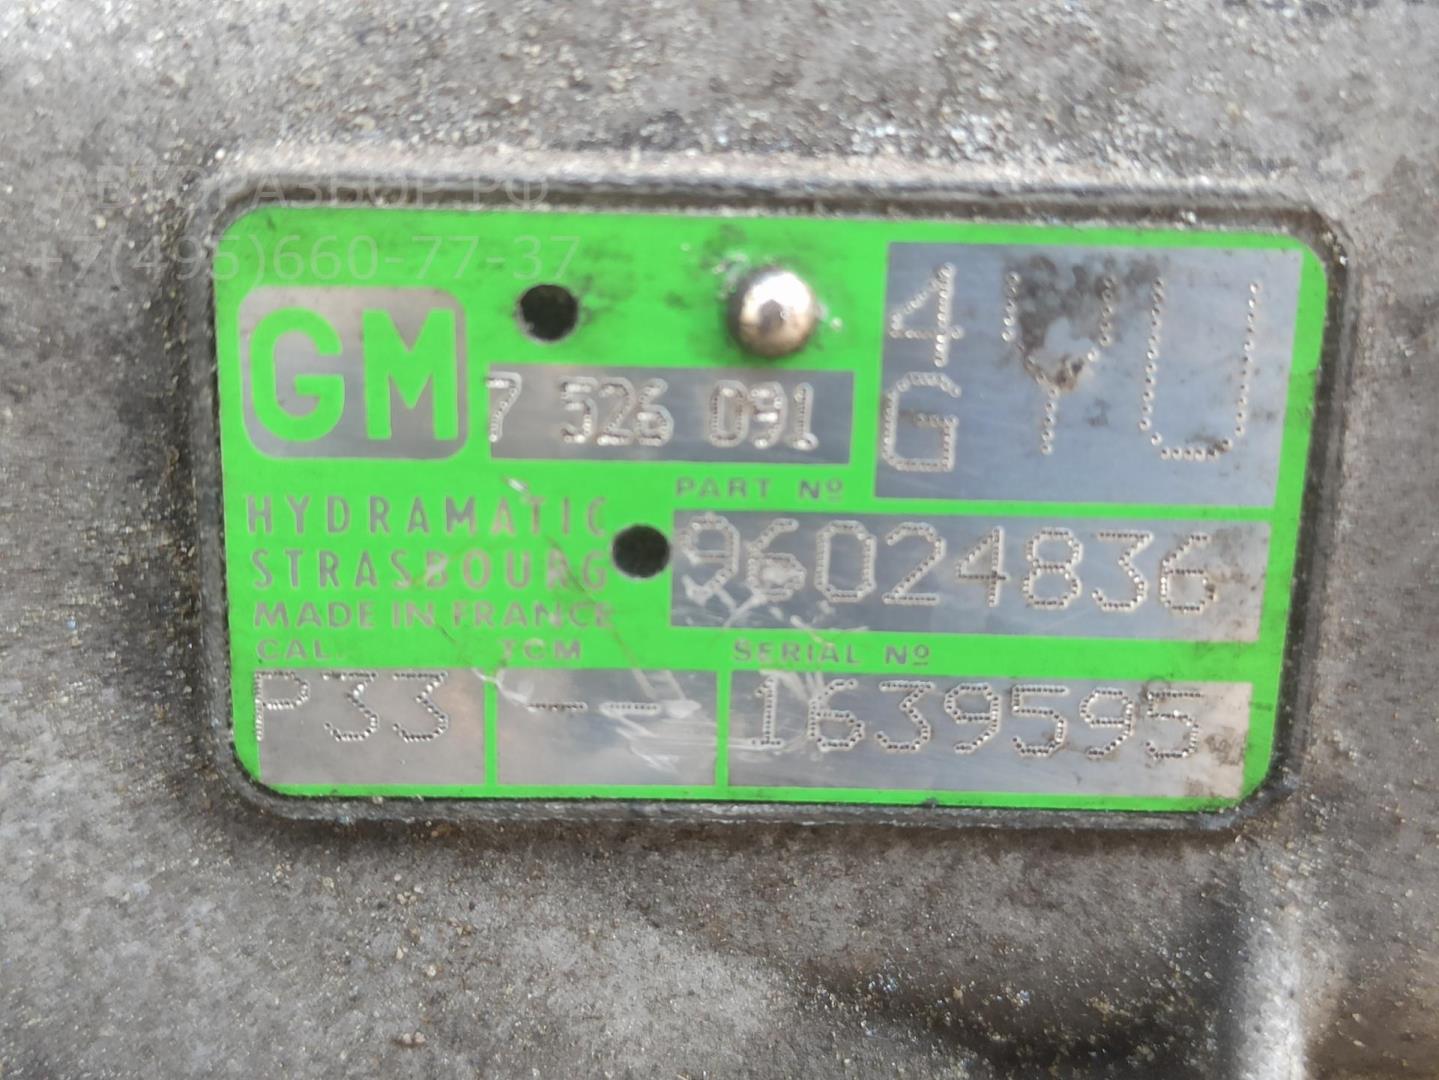 АВТОРАЗБОР.РФ
+7(495)660-77-37
GM
7 526 091
4 YU
G
PART Nº
HYDRAMATIC
STRASBOURG
MADE IN FRANCE
96024836
CAL. TCM SERIAL Nº
P33 -- 1639595